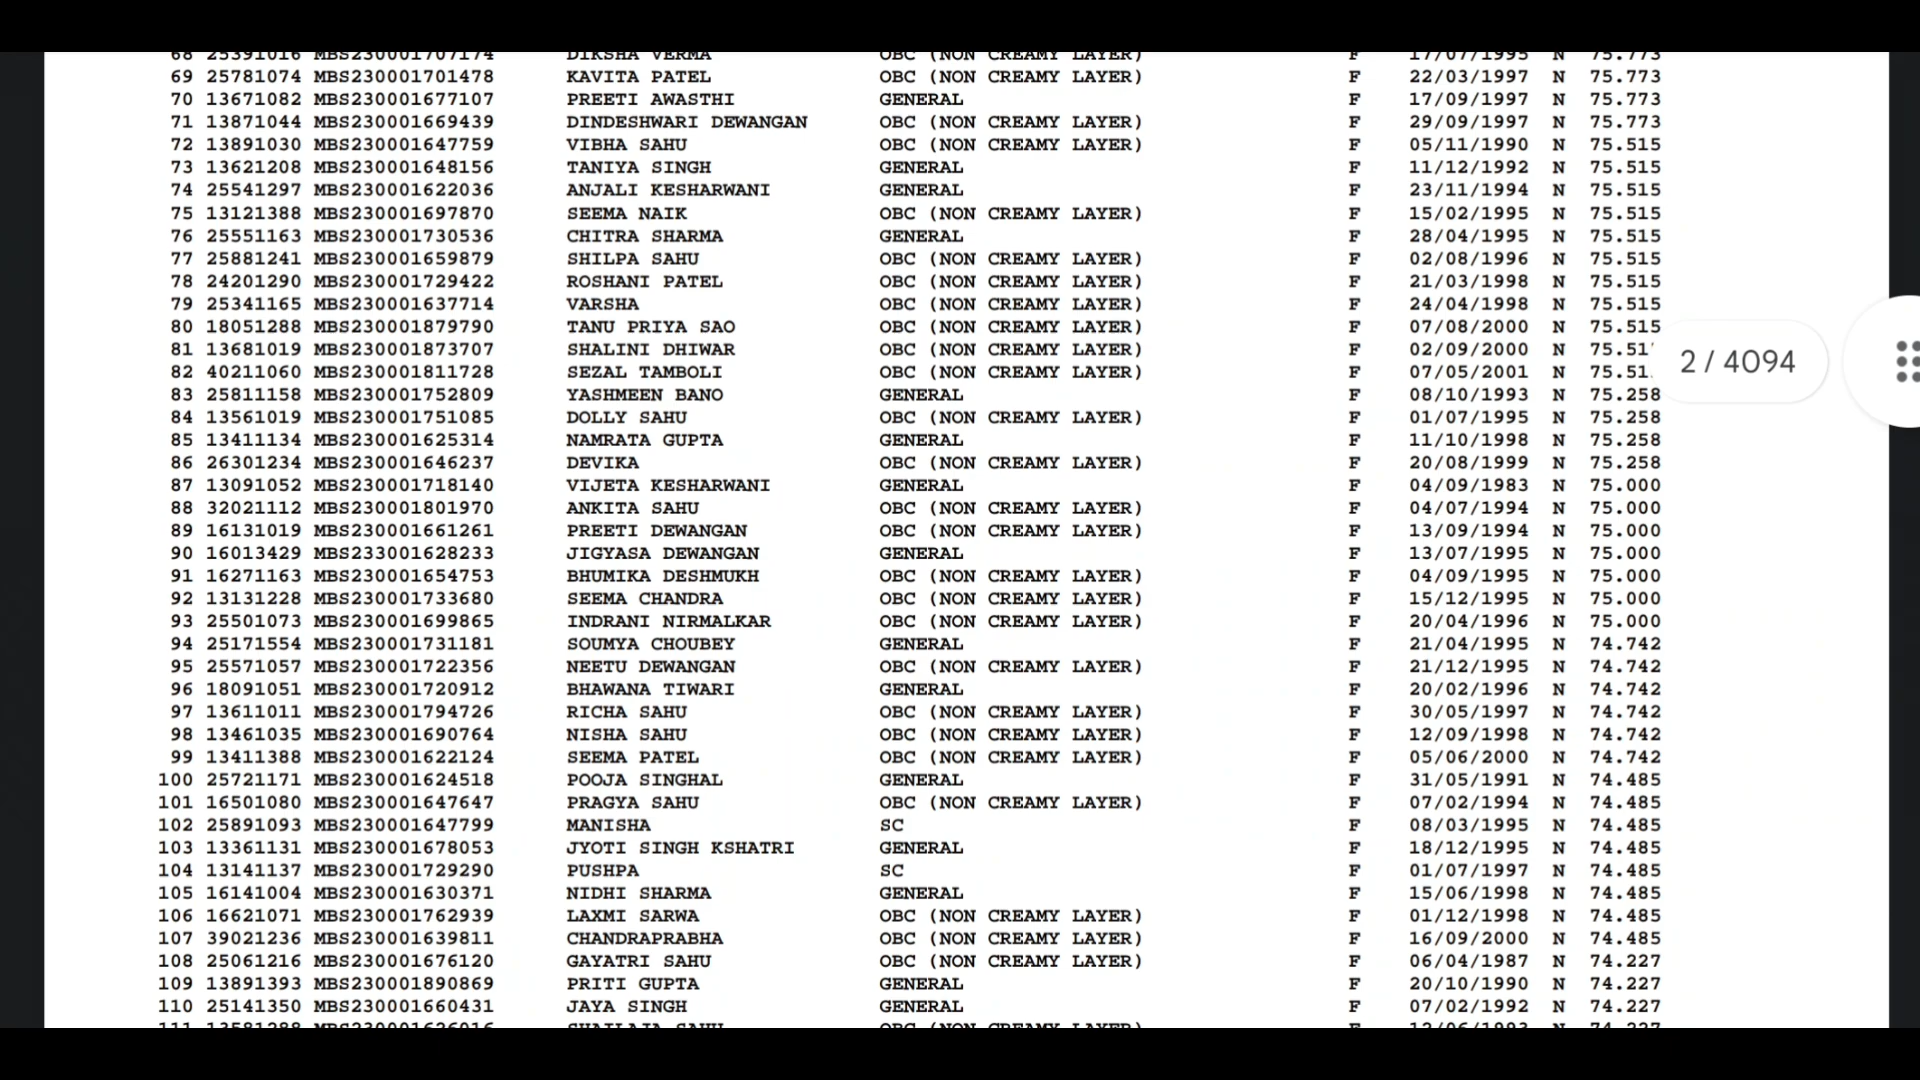 68 25391016 MBS230001707174 DIKSHA VERMA OBC (NON CREAMY LAYER) F 17/07/1995 N 75.773
69 25781074 MBS230001701478 KAVITA PATEL OBC (NON CREAMY LAYER) F 22/03/1997 N 75.773
70 13671082 MBS230001677107 PREETI AWASTHI GENERAL F 17/09/1997 N 75.773
71 13871044 MBS230001669439 DINDESHWARI DEWANGAN OBC (NON CREAMY LAYER) F 29/09/1997 N 75.773
72 13891030 MBS230001647759 VIBHA SAHU OBC (NON CREAMY LAYER) F 05/11/1990 N 75.515
73 13621208 MBS230001648156 TANIYA SINGH GENERAL F 11/12/1992 N 75.515
74 25541297 MBS230001622036 ANJALI KESHARWANI GENERAL F 23/11/1994 N 75.515
75 13121388 MBS230001697870 SEEMA NAIK OBC (NON CREAMY LAYER) F 15/02/1995 N 75.515
76 25551163 MBS230001730536 CHITRA SHARMA GENERAL F 28/04/1995 N 75.515
77 25881241 MBS230001659879 SHILPA SAHU OBC (NON CREAMY LAYER) F 02/08/1996 N 75.515
78 24201290 MBS230001729422 ROSHANI PATEL OBC (NON CREAMY LAYER) F 21/03/1998 N 75.515
79 25341165 MBS230001637714 VARSHA OBC (NON CREAMY LAYER) F 24/04/1998 N 75.515
80 18051288 MBS230001879790 TANU PRIYA SAO OBC (NON CREAMY LAYER) F 07/08/2000 N 75.515
81 13681019 MBS230001873707 SHALINI DHIWAR OBC (NON CREAMY LAYER) F 02/09/2000 N 75.51
2 / 4094
82 40211060 MBS230001811728 SEZAL TAMBOLI OBC (NON CREAMY LAYER) F 07/05/2001 N 75.51
83 25811158 MBS230001752809 YASHMEEN BANO GENERAL F 08/10/1993 N 75.258
84 13561019 MBS230001751085 DOLLY SAHU OBC (NON CREAMY LAYER) F 01/07/1995 N 75.258
85 13411134 MBS230001625314 NAMRATA GUPTA GENERAL F 11/10/1998 N 75.258
86 26301234 MBS230001646237 DEVIKA OBC (NON CREAMY LAYER) F 20/08/1999 N 75.258
87 13091052 MBS230001718140 VIJETA KESHARWANI GENERAL F 04/09/1983 N 75.000
88 32021112 MBS230001801970 ANKITA SAHU OBC (NON CREAMY LAYER) F 04/07/1994 N 75.000
89 16131019 MBS230001661261 PREETI DEWANGAN OBC (NON CREAMY LAYER) F 13/09/1994 N 75.000
90 16013429 MBS233001628233 JIGYASA DEWANGAN GENERAL F 13/07/1995 N 75.000
91 16271163 MBS230001654753 BHUMIKA DESHMUKH OBC (NON CREAMY LAYER) F 04/09/1995 N 75.000
92 13131228 MBS230001733680 SEEMA CHANDRA OBC (NON CREAMY LAYER) F 15/12/1995 N 75.000
93 25501073 MBS230001699865 INDRANI NIRMALKAR OBC (NON CREAMY LAYER) F 20/04/1996 N 75.000
94 25171554 MBS230001731181 SOUMYA CHOUBEY GENERAL F 21/04/1995 N 74.742
95 25571057 MBS230001722356 NEETU DEWANGAN OBC (NON CREAMY LAYER) F 21/12/1995 N 74.742
96 18091051 MBS230001720912 BHAWANA TIWARI GENERAL F 20/02/1996 N 74.742
97 13611011 MBS230001794726 RICHA SAHU OBC (NON CREAMY LAYER) F 30/05/1997 N 74.742
98 13461035 MBS230001690764 NISHA SAHU OBC (NON CREAMY LAYER) F 12/09/1998 N 74.742
99 13411388 MBS230001622124 SEEMA PATEL OBC (NON CREAMY LAYER) F 05/06/2000 N 74.742
100 25721171 MBS230001624518 POOJA SINGHAL GENERAL F 31/05/1991 N 74.485
101 16501080 MBS230001647647 PRAGYA SAHU OBC (NON CREAMY LAYER) F 07/02/1994 N 74.485
102 25891093 MBS230001647799 MANISHA SC F 08/03/1995 N 74.485
103 13361131 MBS230001678053 JYOTI SINGH KSHATRI GENERAL F 18/12/1995 N 74.485
104 13141137 MBS230001729290 PUSHPA SC F 01/07/1997 N 74.485
105 16141004 MBS230001630371 NIDHI SHARMA GENERAL F 15/06/1998 N 74.485
106 16621071 MBS230001762939 LAXMI SARWA OBC (NON CREAMY LAYER) F 01/12/1998 N 74.485
107 39021236 MBS230001639811 CHANDRAPRABHA OBC (NON CREAMY LAYER) F 16/09/2000 N 74.485
108 25061216 MBS230001676120 GAYATRI SAHU OBC (NON CREAMY LAYER) F 06/04/1987 N 74.227
109 13891393 MBS230001890869 PRITI GUPTA GENERAL F 20/10/1990 N 74.227
110 25141350 MBS230001660431 JAYA SINGH GENERAL F 07/02/1992 N 74.227